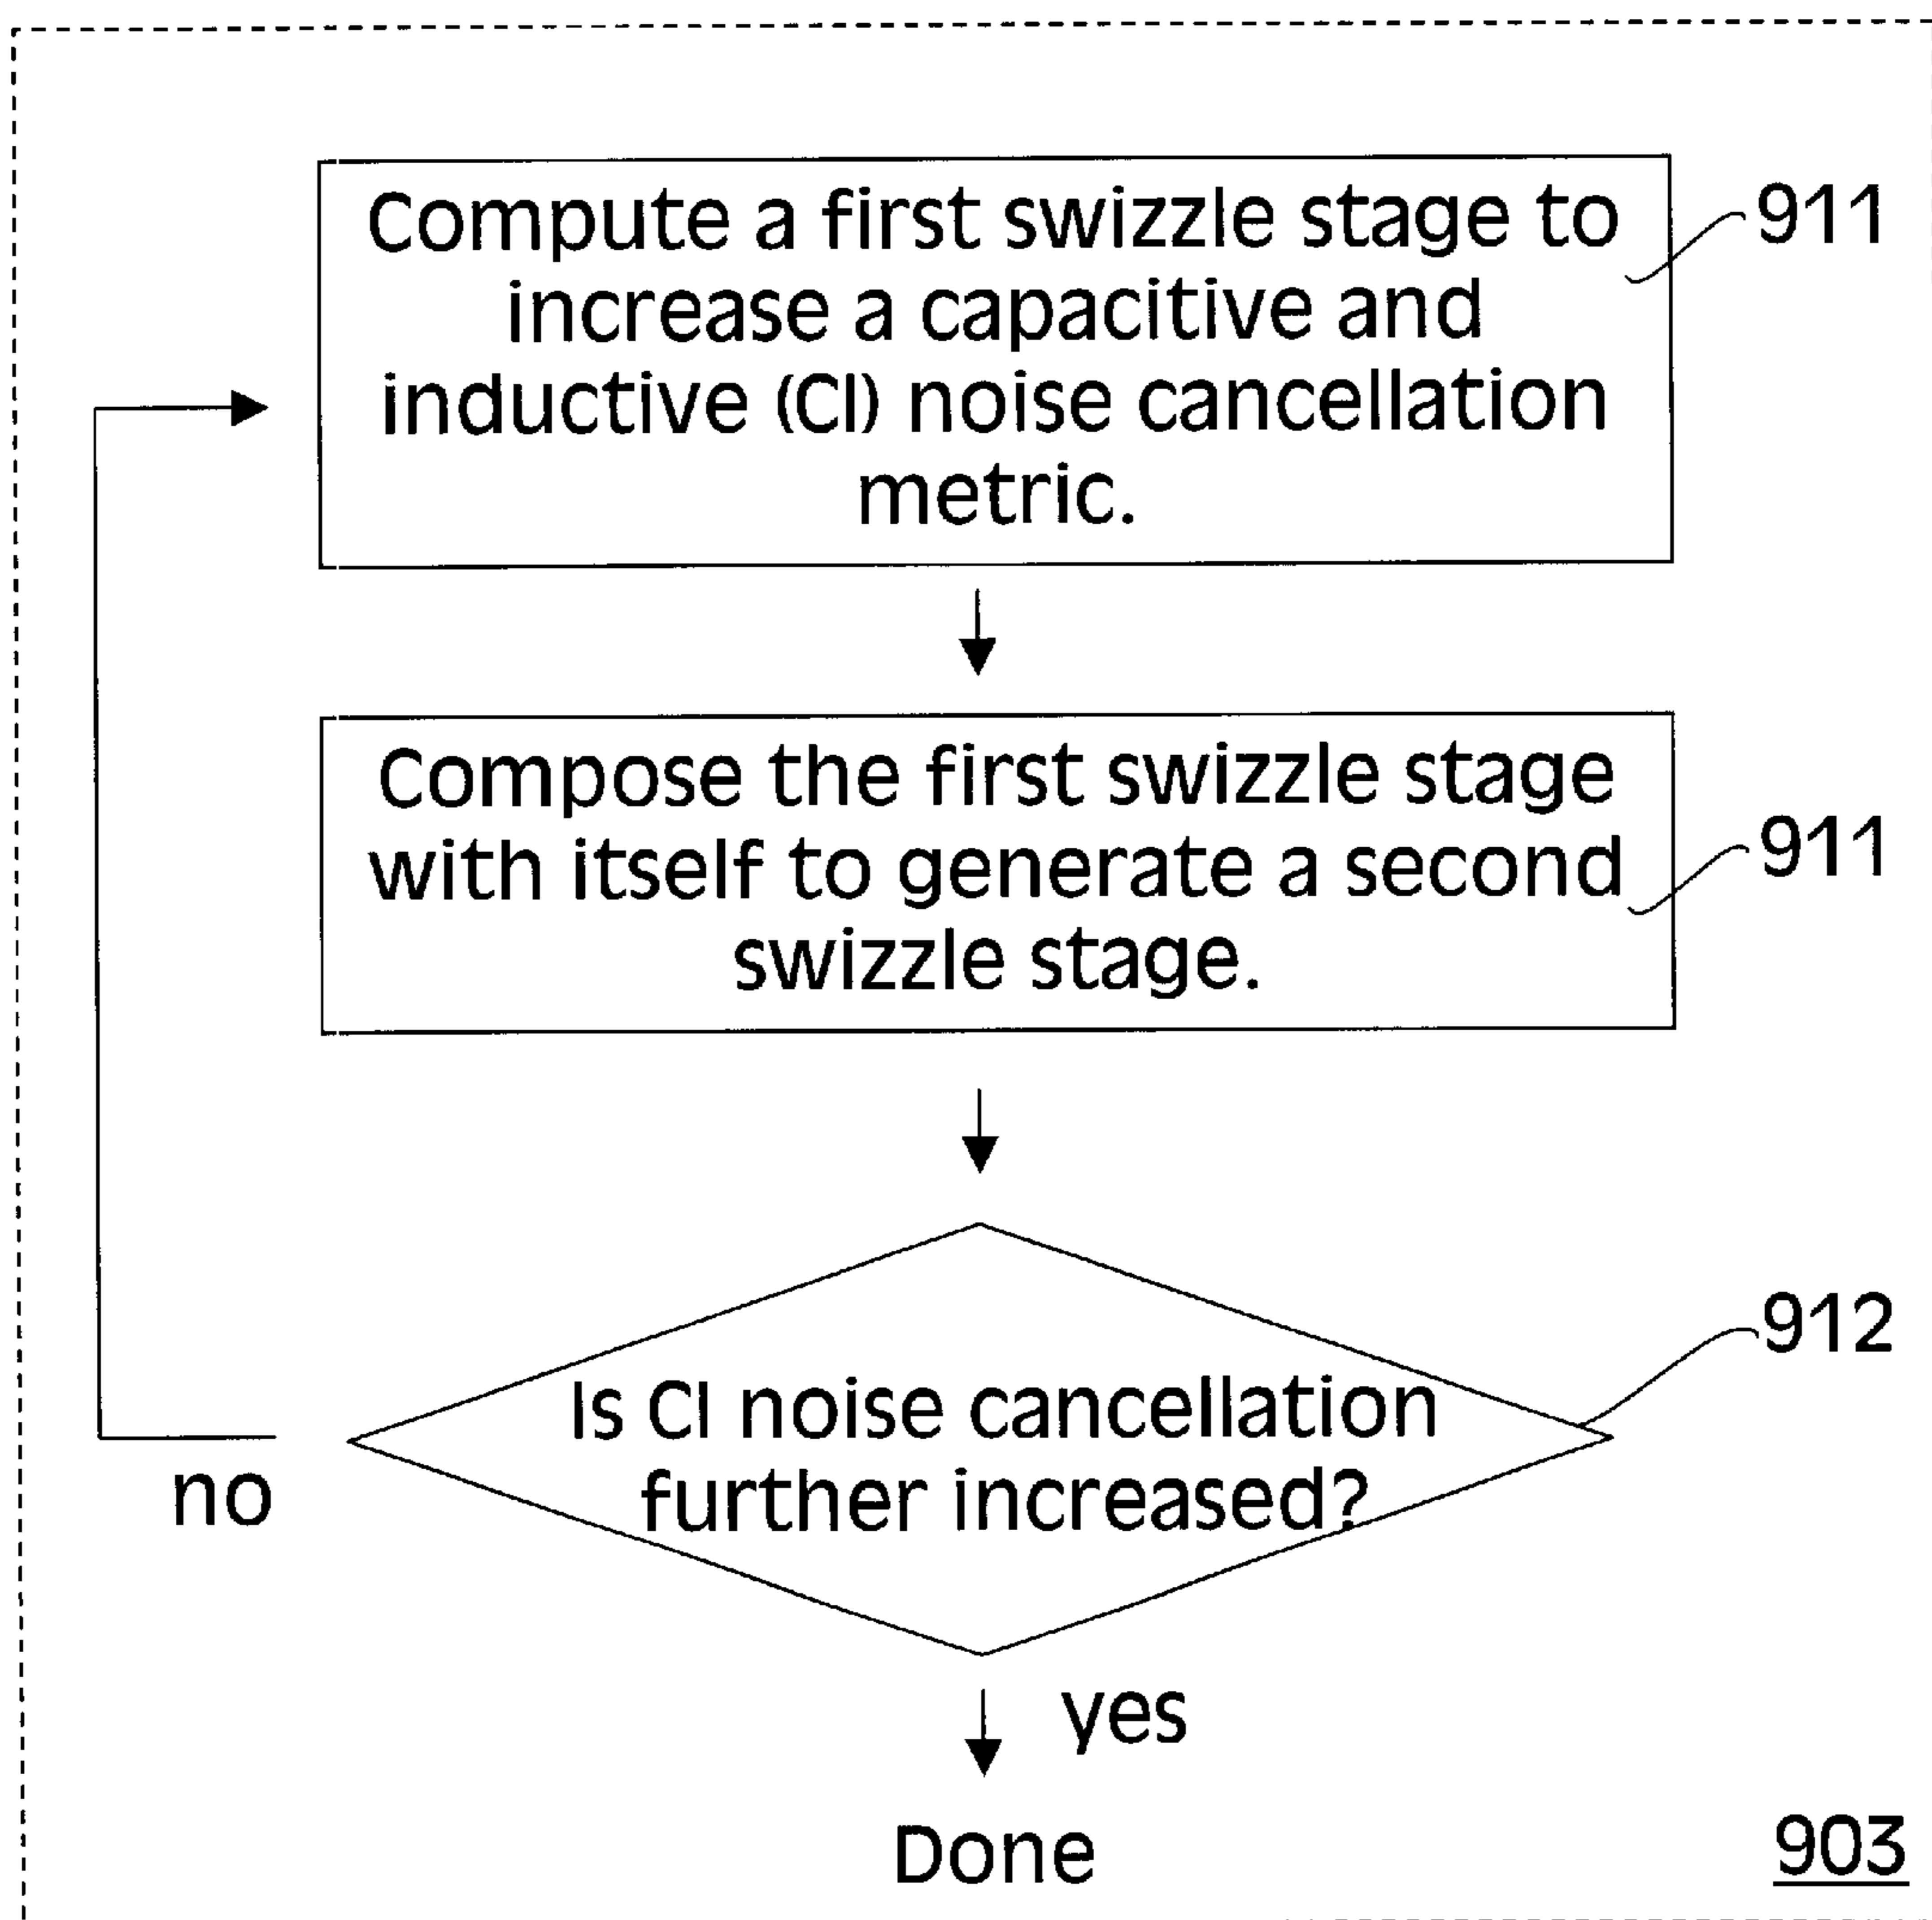 Compute a first swizzle stage to
increase a capacitive and
inductive (CI) noise cancellation
metric.
911
Compose the first swizzle stage
with itself to generate a second
swizzle stage.
911
Is CI noise cancellation
further increased?
912
no
yes
Done
903